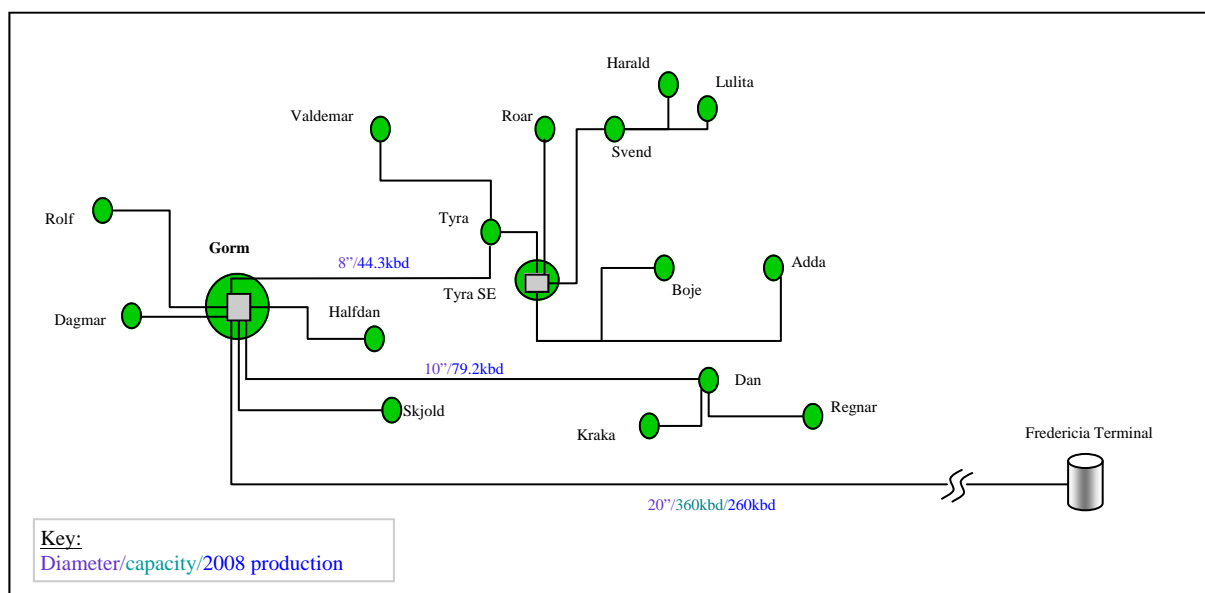 Harald
Lulita
Valdemar
Roar
Svend
Rolf
Tyra
Gorm
8”/44.3kbd
Adda
Boje
Tyra SE
Dagmar
Halfdan
10”/79.2kbd
Dan
Skjold
Regnar
Kraka
Fredericia Terminal
20”/360kbd/260kbd
Key:
Diameter/capacity/2008 production